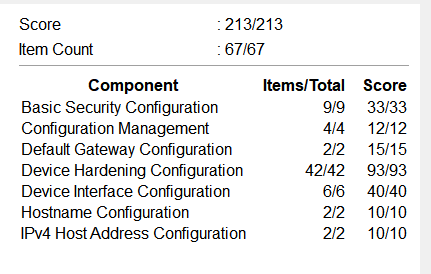 Score : 213/213
Item Count : 67/67
Component Items/Total Score
Basic Security Configuration 9/9 33/33
Configuration Management 4/4 12/12
Default Gateway Configuration 2/2 15/15
Device Hardening Configuration 42/42 93/93
Device Interface Configuration 6/6 40/40
Hostname Configuration 2/2 10/10
IPv4 Host Address Configuration 2/2 10/10